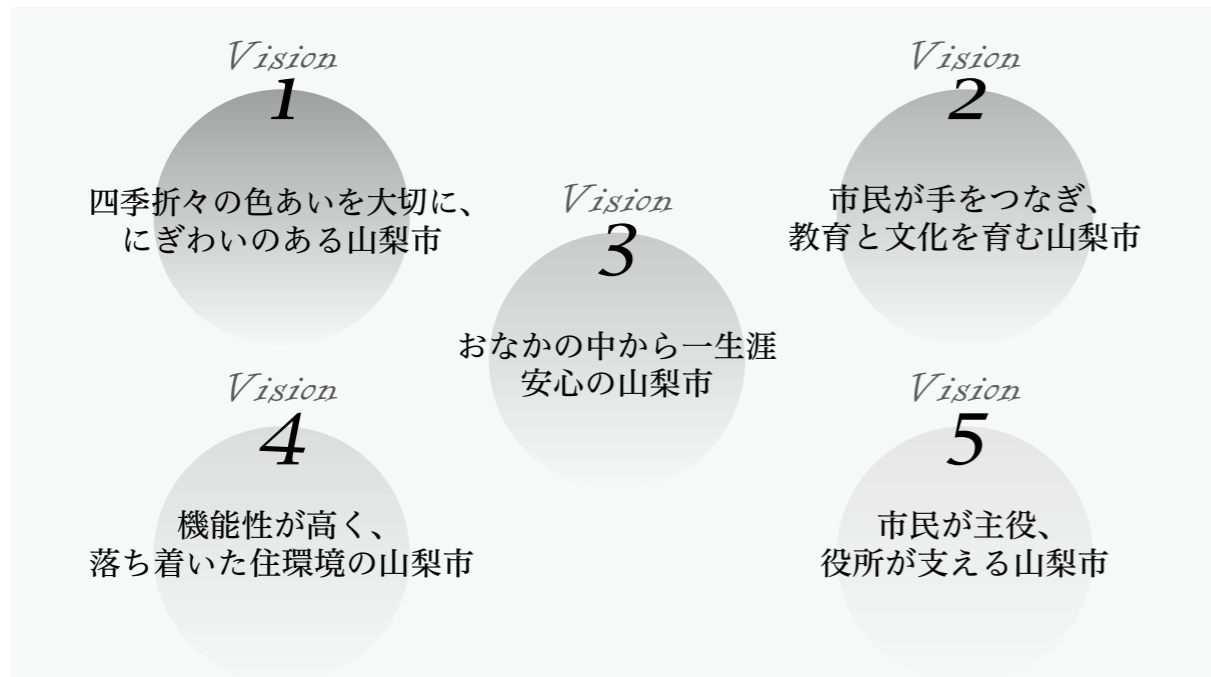 Vision
1
四季折々の色あいを大切に、
にぎわいのある山梨市
Vision
2
市民が手をつなぎ、
教育と文化を育む山梨市
Vision
3
おなかの中から一生涯
安心の山梨市
Vision
4
機能性が高く、
落ち着いた住環境の山梨市
Vision
5
市民が主役、
役所が支える山梨市